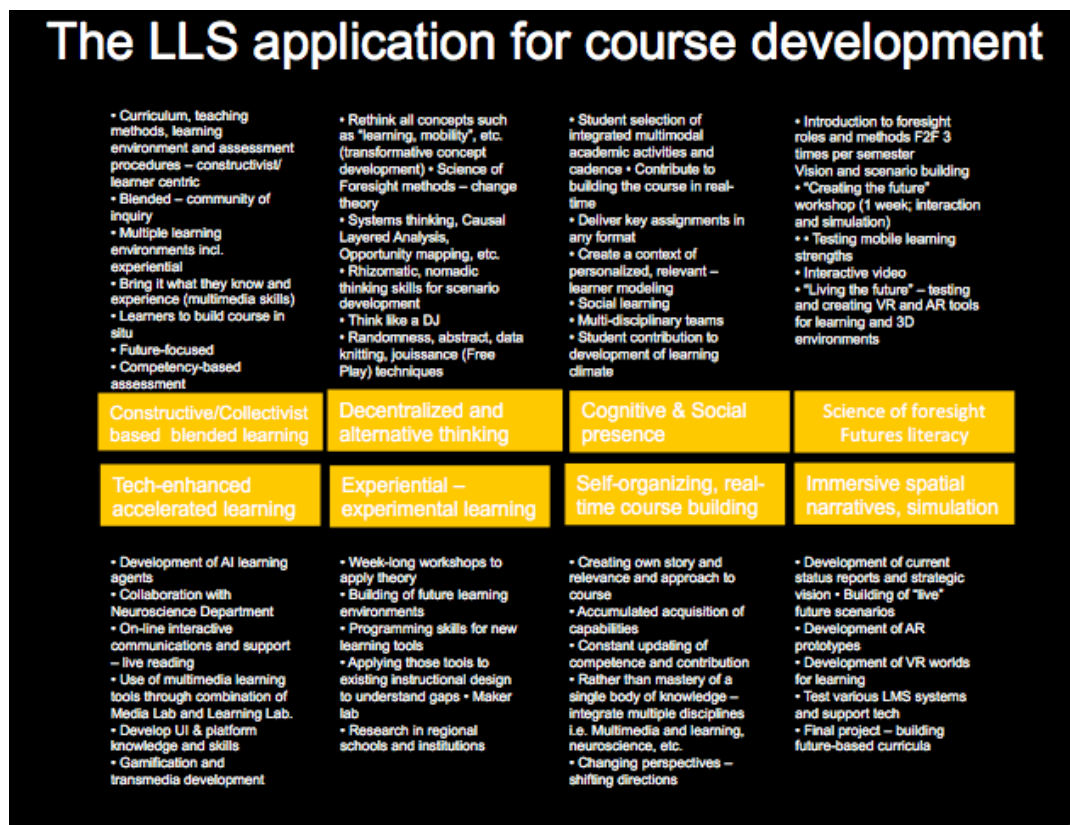 The LLS application for course development
• Curriculum, teaching
methods, learning
environment and assessment
procedures – constructivist/
learner centric
• Blended – community of
inquiry
• Multiple learning
environments incl.
experiential
• Bring it what they know and
experience (multimedia skills)
• Learners to build course in
situ
• Future-focused
• Competency-based
assessment
• Rethink all concepts such
as "learning, mobility", etc.
(transformative concept
development) • Science of
Foresight methods – change
theory
• Systems thinking, Causal
Layered Analysis,
Opportunity mapping, etc.
• Rhizomatic, nomadic
thinking skills for scenario
development
• Think like a DJ
• Randomness, abstract, data
knitting, jouissance (Free
Play) techniques
• Student selection of
integrated multimodal
academic activities and
cadence • Contribute to
building the course in real-
time
• Deliver key assignments in
any format
• Create a context of
personalized, relevant –
learner modeling
• Social learning
• Multi-disciplinary teams
• Student contribution to
development of learning
climate
• Introduction to foresight
roles and methods F2F 3
times per semester
Vision and scenario building
• "Creating the future"
workshop (1 week; interaction
and simulation)
• • Testing mobile learning
strengths
• Interactive video
• "Living the future" – testing
and creating VR and AR tools
for learning and 3D
environments
Constructive/Collectivist
based blended learning
Decentralized and
alternative thinking
Cognitive & Social
presence
Science of foresight
Futures literacy
Tech-enhanced
accelerated learning
Experiential –
experimental learning
Self-organizing, real-
time course building
Immersive spatial
narratives, simulation
• Development of AI learning
agents
• Collaboration with
Neuroscience Department
• On-line interactive
communications and support
– live reading
• Use of multimedia learning
tools through combination of
Media Lab and Learning Lab.
• Develop UI & platform
knowledge and skills
• Gamification and
transmedia development
• Week-long workshops to
apply theory
• Building of future learning
environments
• Programming skills for new
learning tools
• Applying those tools to
existing instructional design
to understand gaps • Maker
lab
• Research in regional
schools and institutions
• Creating own story and
relevance and approach to
course
• Accumulated acquisition of
capabilities
• Constant updating of
competence and contribution
• Rather than mastery of a
single body of knowledge –
integrate multiple disciplines
i.e. Multimedia and learning,
neuroscience, etc.
• Changing perspectives –
shifting directions
• Development of current
status reports and strategic
vision • Building of "live"
future scenarios
• Development of AR
prototypes
• Development of VR worlds
for learning
• Test various LMS systems
and support tech
• Final project – building
future-based curricula